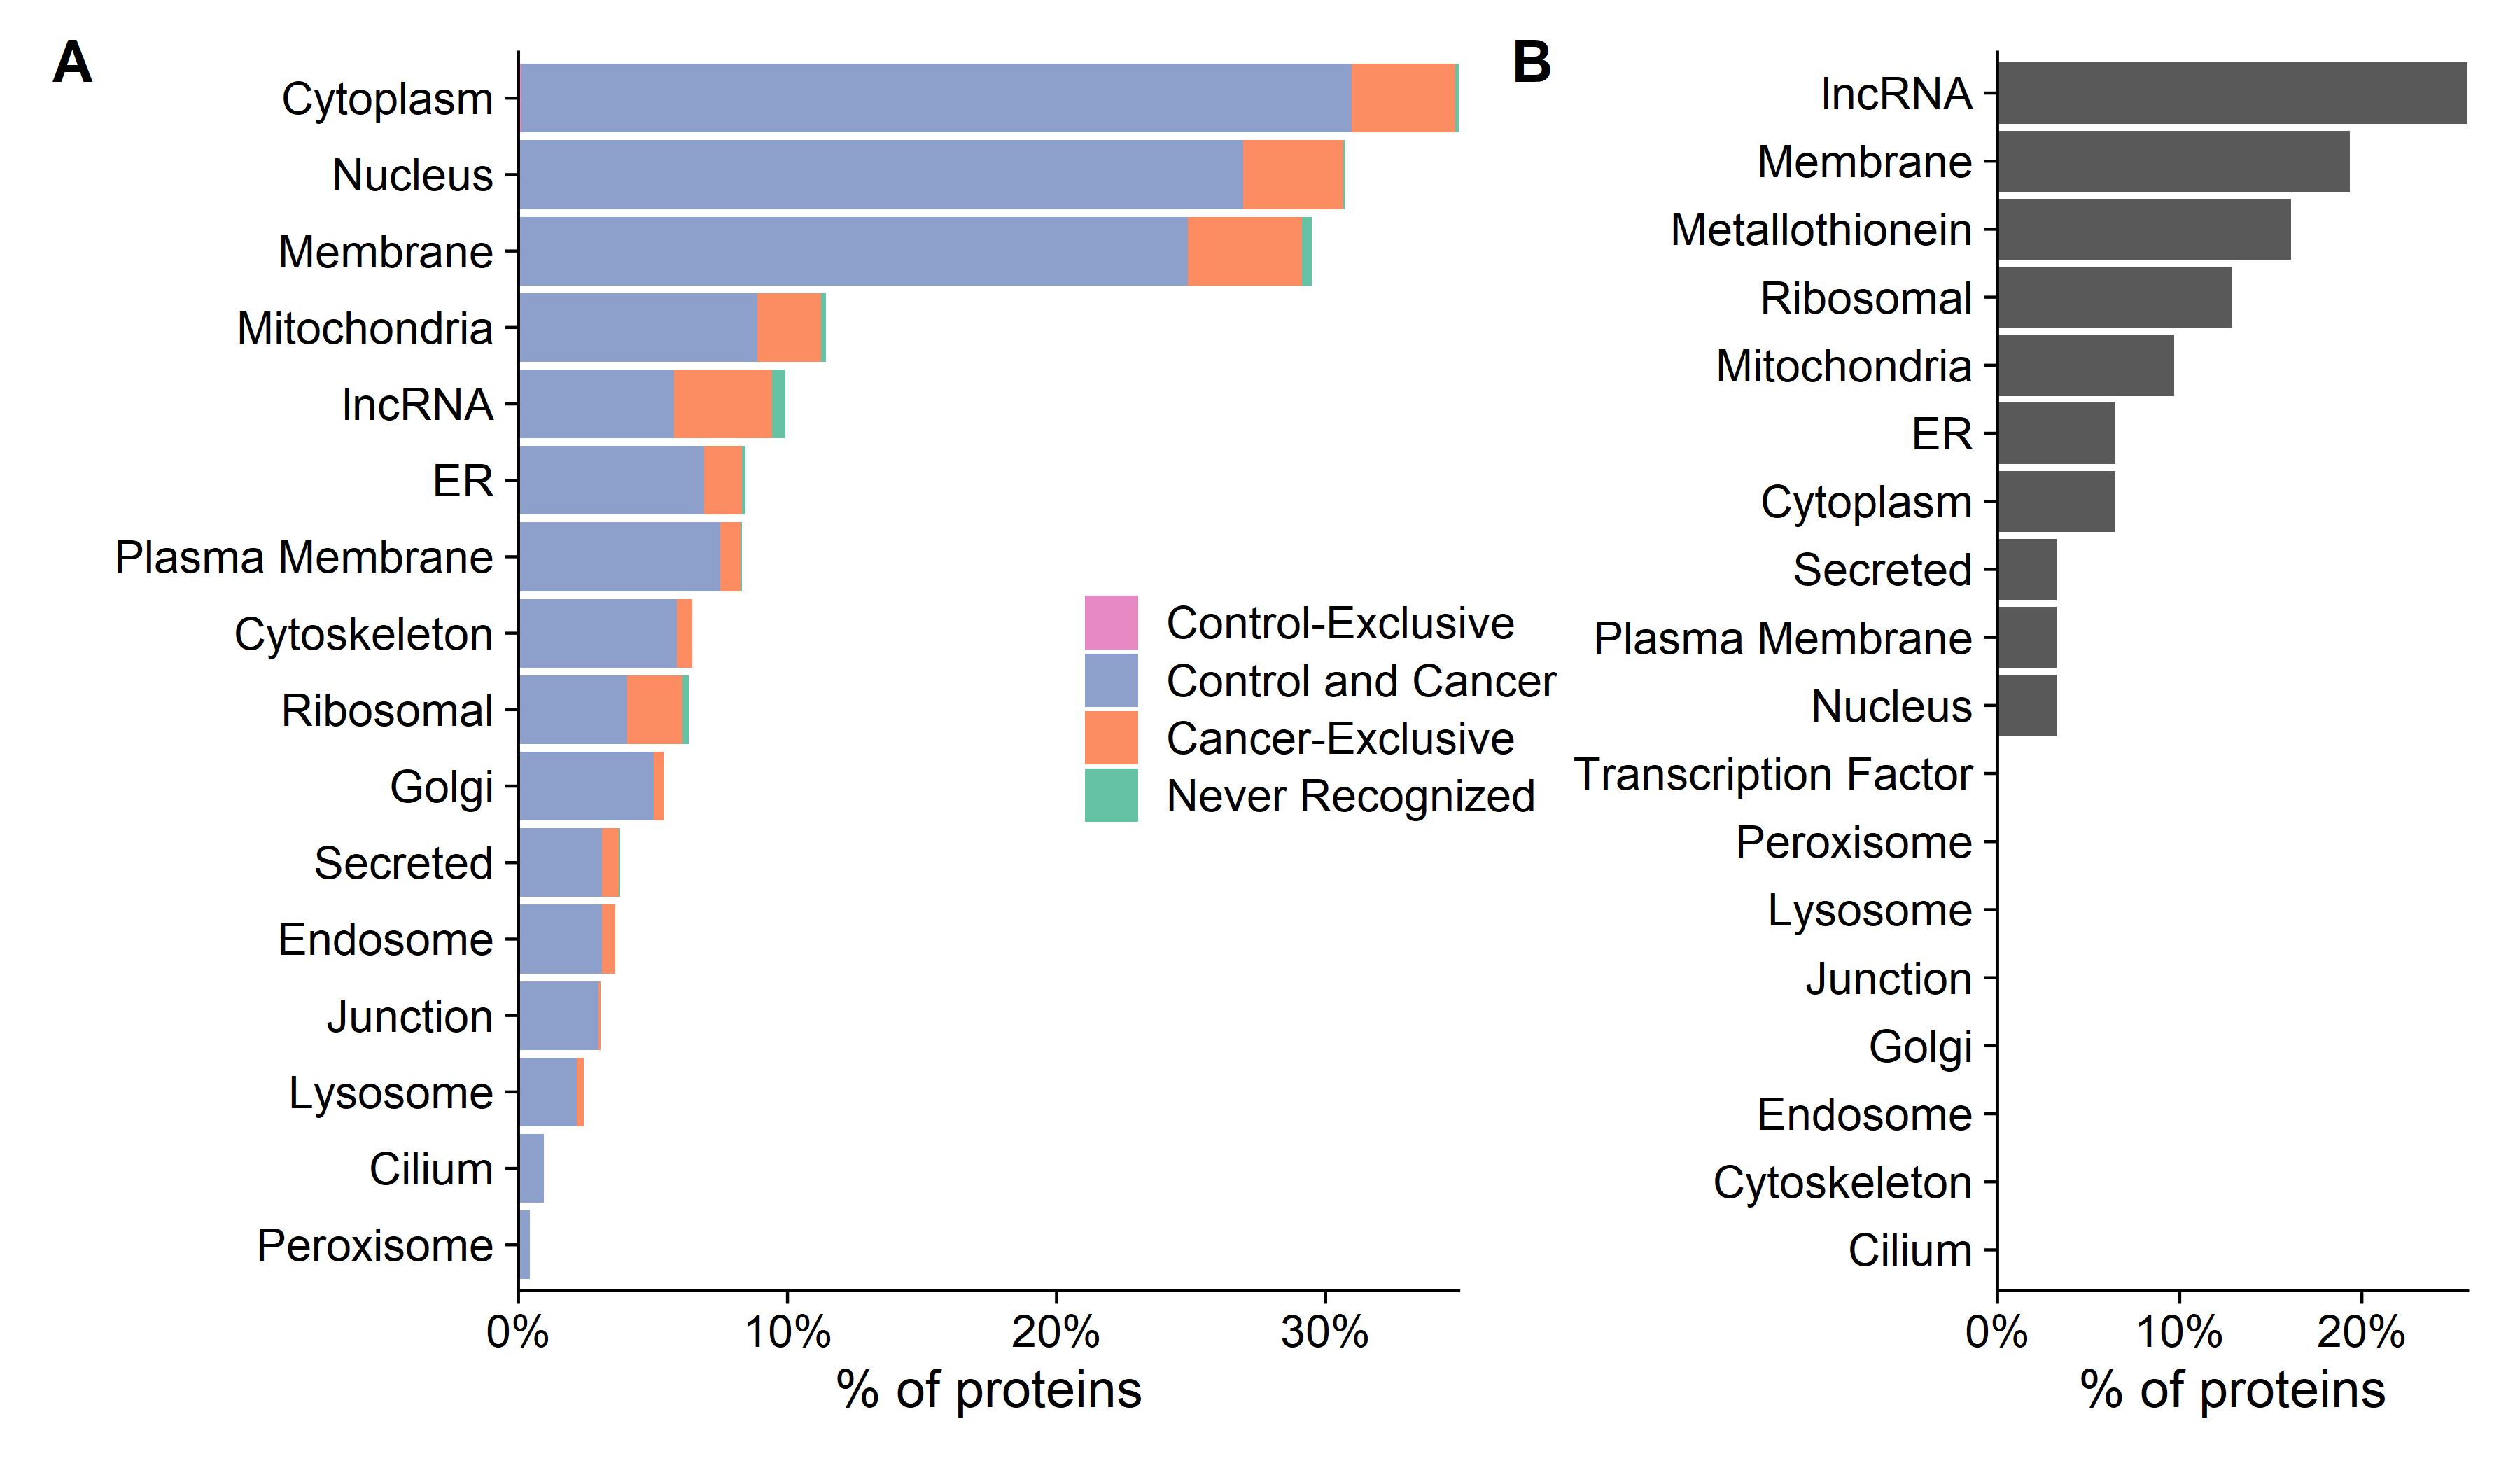 A
Cytoplasm
Nucleus
Membrane
Mitochondria
lncRNA
ER
Plasma Membrane
Cytoskeleton
Ribosomal
Golgi
Secreted
Endosome
Junction
Lysosome
Cilium
Peroxisome
0% 10% 20% 30%
% of proteins
Control-Exclusive
Control and Cancer
Cancer-Exclusive
Never Recognized
B
lncRNA
Membrane
Metallothionein
Ribosomal
Mitochondria
ER
Cytoplasm
Secreted
Plasma Membrane
Nucleus
Transcription Factor
Peroxisome
Lysosome
Junction
Golgi
Endosome
Cytoskeleton
Cilium
0% 10% 20%
% of proteins